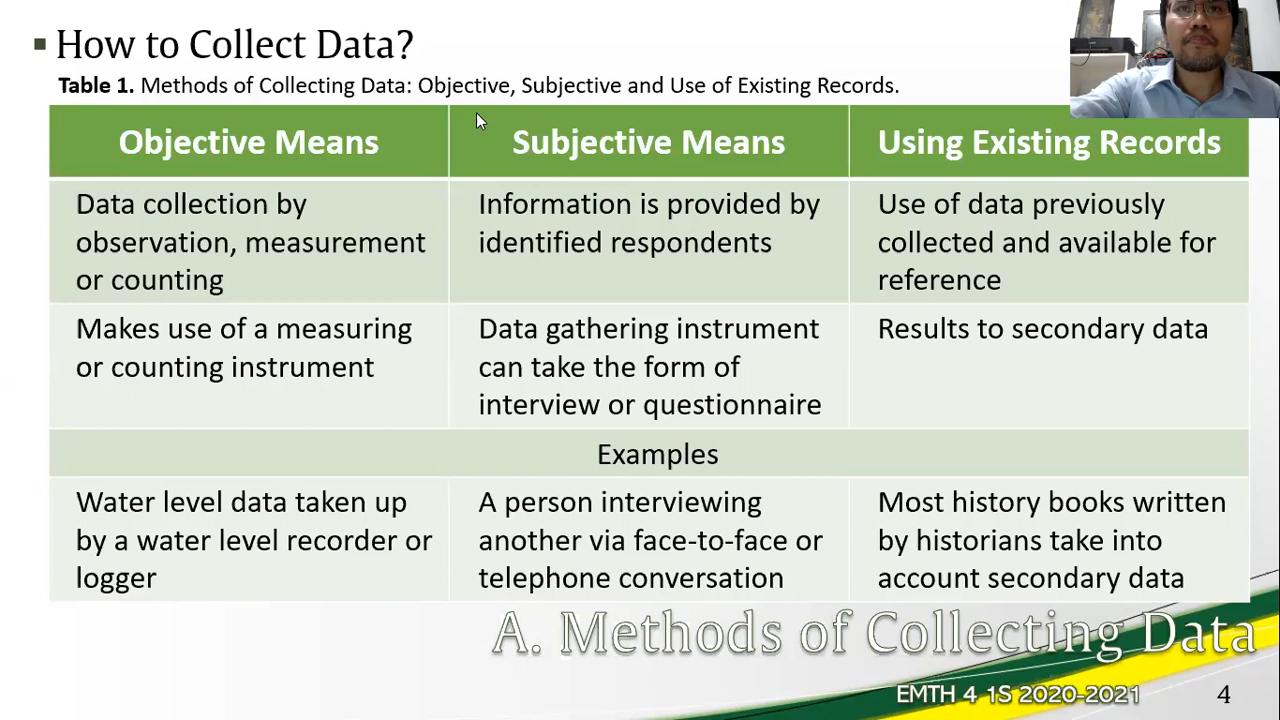 How to Collect Data?
Table 1. Methods of Collecting Data: Objective, Subjective and Use of Existing Records.
Objective Means
Subjective Means
Using Existing Records
Data collection by
observation, measurement
or counting
Information is provided by
identified respondents
Use of data previously
collected and available for
reference
Makes use of a measuring
or counting instrument
Data gathering instrument
can take the form of
interview or questionnaire
Results to secondary data
Examples
Water level data taken up
by a water level recorder or
logger
A person interviewing
another via face-to-face or
telephone conversation
Most history books written
by historians take into
account secondary data
A. Methods of Collecting Data
EMTH 4 1S 2020-2021
4